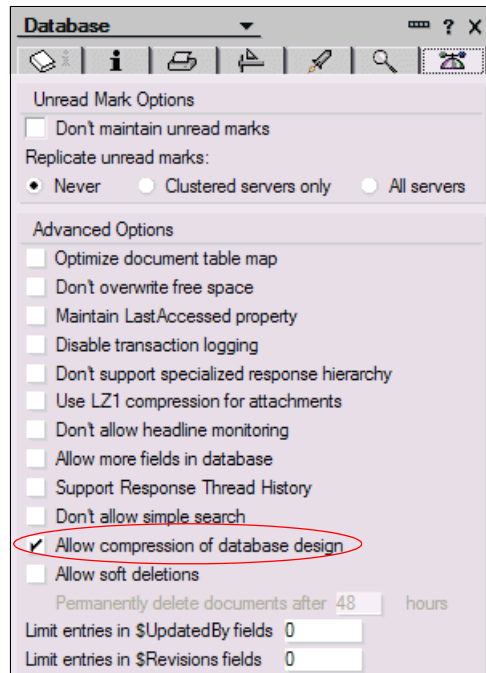 Database ?  X
i i
Unread Mark Options
Don't maintain unread marks
Replicate unread marks:
Never Clustered servers only All servers
Advanced Options
Optimize document table map
Don't overwrite free space
Maintain LastAccessed property
Disable transaction logging
Don't support specialized response hierarchy
Use LZ1 compression for attachments
Don't allow headline monitoring
Allow more fields in database
Support Response Thread History
Don't allow simple search
Allow compression of database design
Allow soft deletions
Permanently delete documents after 48 hours
Limit entries in $UpdatedBy fields 0
Limit entries in $Revisions fields 0